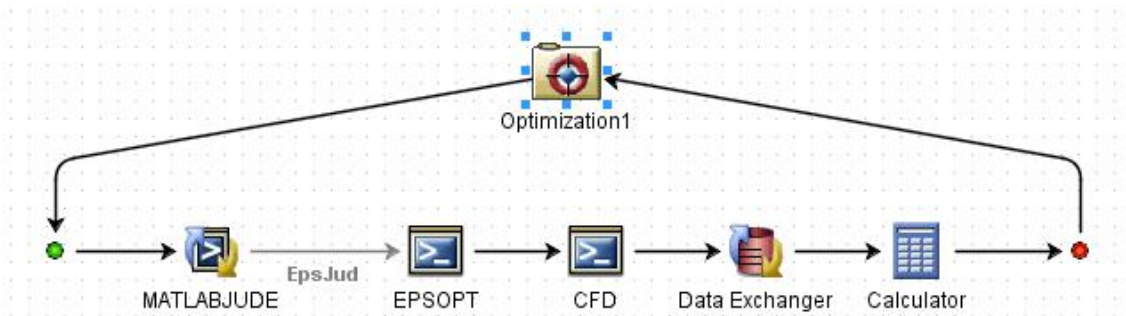 Optimization1
EpsJud
MATLABJUDE EPSOPT CFD Data Exchanger Calculator